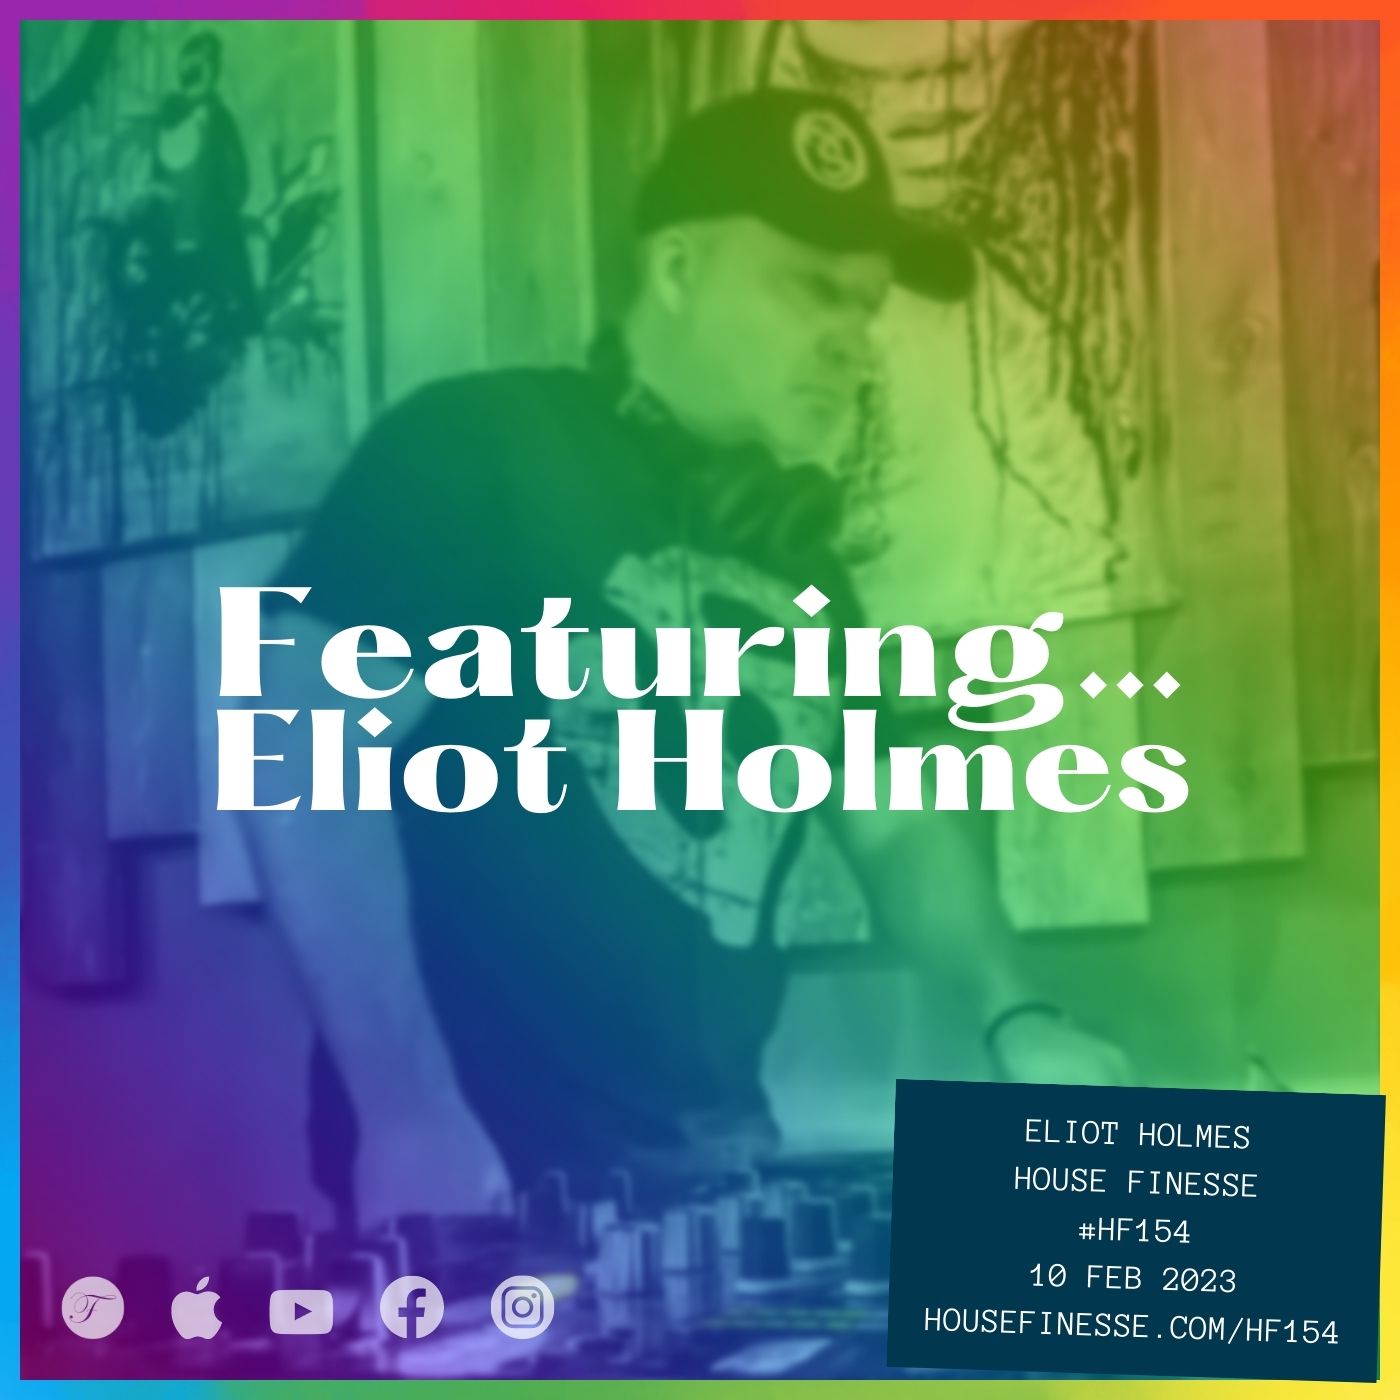 Featuring...
Eliot Holmes
ELIOT HOLMES
HOUSE FINESSE
#HF154
10 FEB 2023
HOUSEFINESSE.COM/HF154